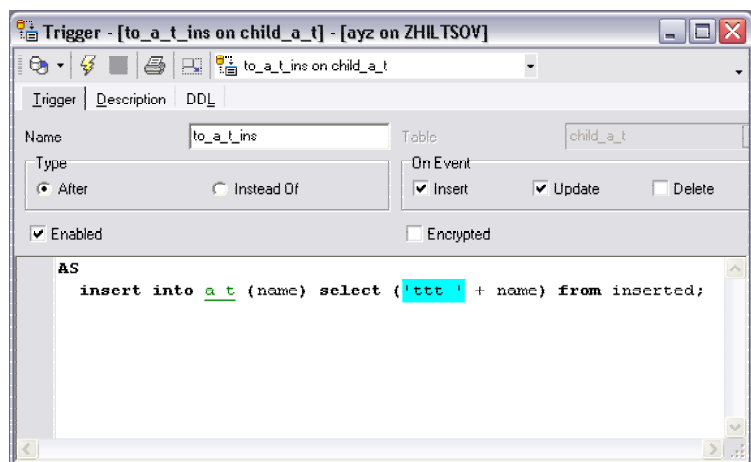 Trigger - [to_a_t_ins on child_a_t] - [ayz on ZHILTSOV]
to_a_t_ins on child_a_t
Trigger Description DDL
Name to_a_t_ins Table child_a_t
Type On Event
After Instead Of Insert Update Delete
Enabled Encrypted
AS
insert into a_t (name) select ('ttt ' + name) from inserted;